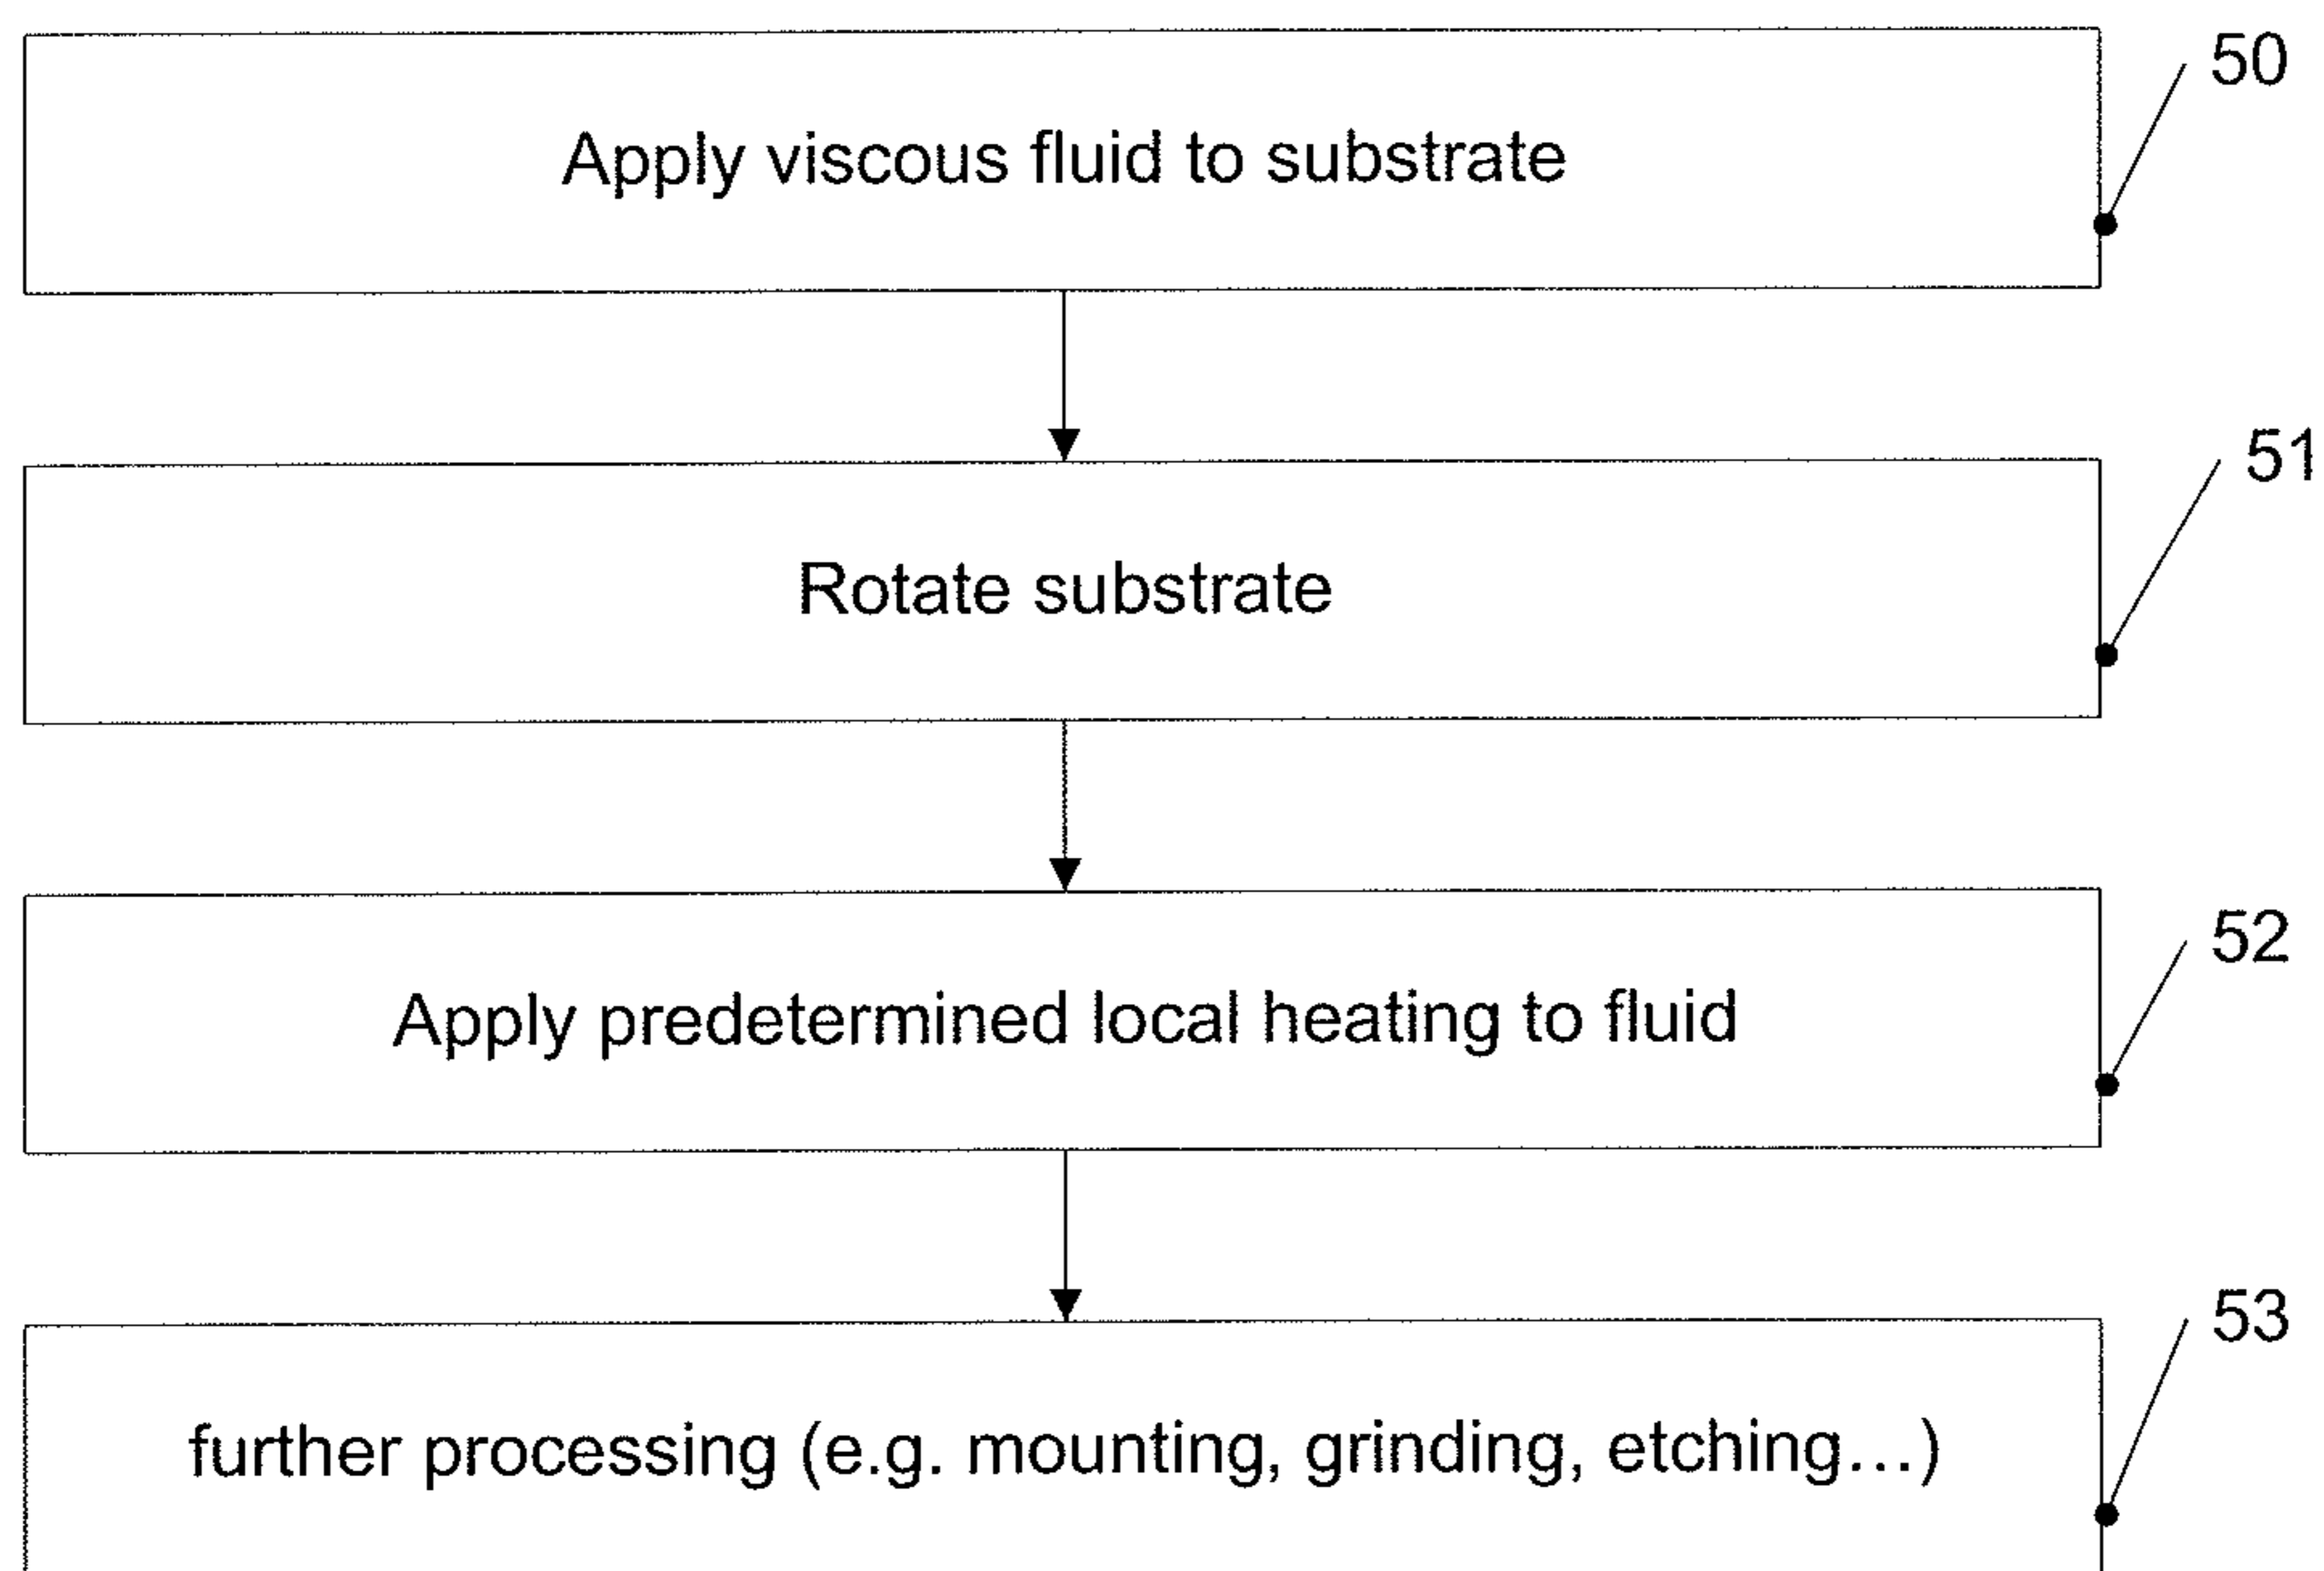 50
Apply viscous fluid to substrate
51
Rotate substrate
52
Apply predetermined local heating to fluid
53
further processing (e.g. mounting, grinding, etching…)